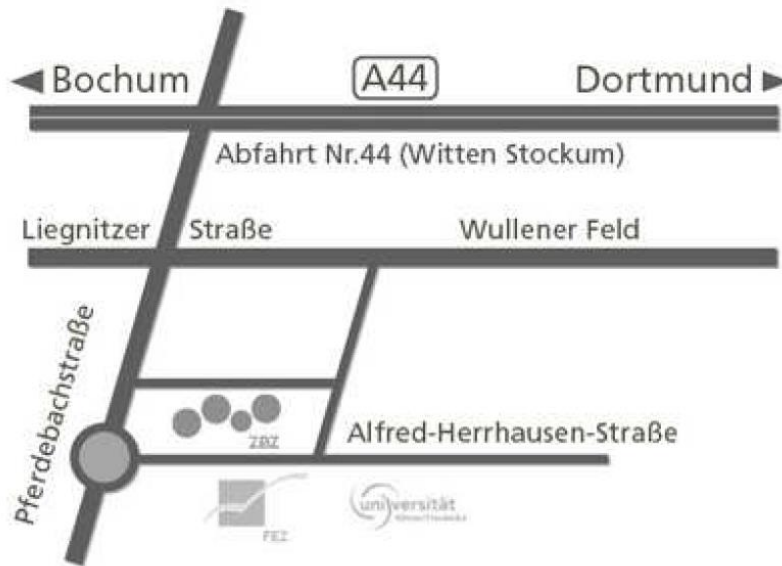 Bochum
A44
Dortmund
Abfahrt Nr.44 (Witten Stockum)
Liegnitzer Straße
Wullener Feld
Pferdebachstraße
ZBZ
Alfred-Herrhausen-Straße
FEZ
universität